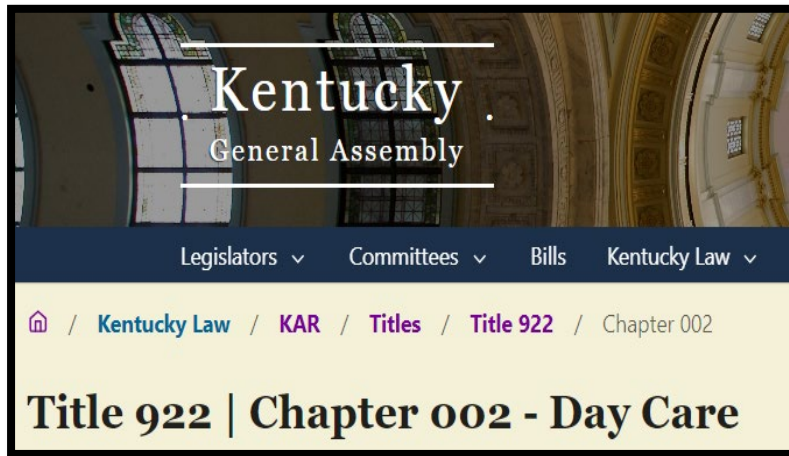 Kentucky
General Assembly
Legislators Committees Bills Kentucky Law
/ Kentucky Law / KAR / Titles / Title 922 / Chapter 002
Title 922 | Chapter 002 - Day Care